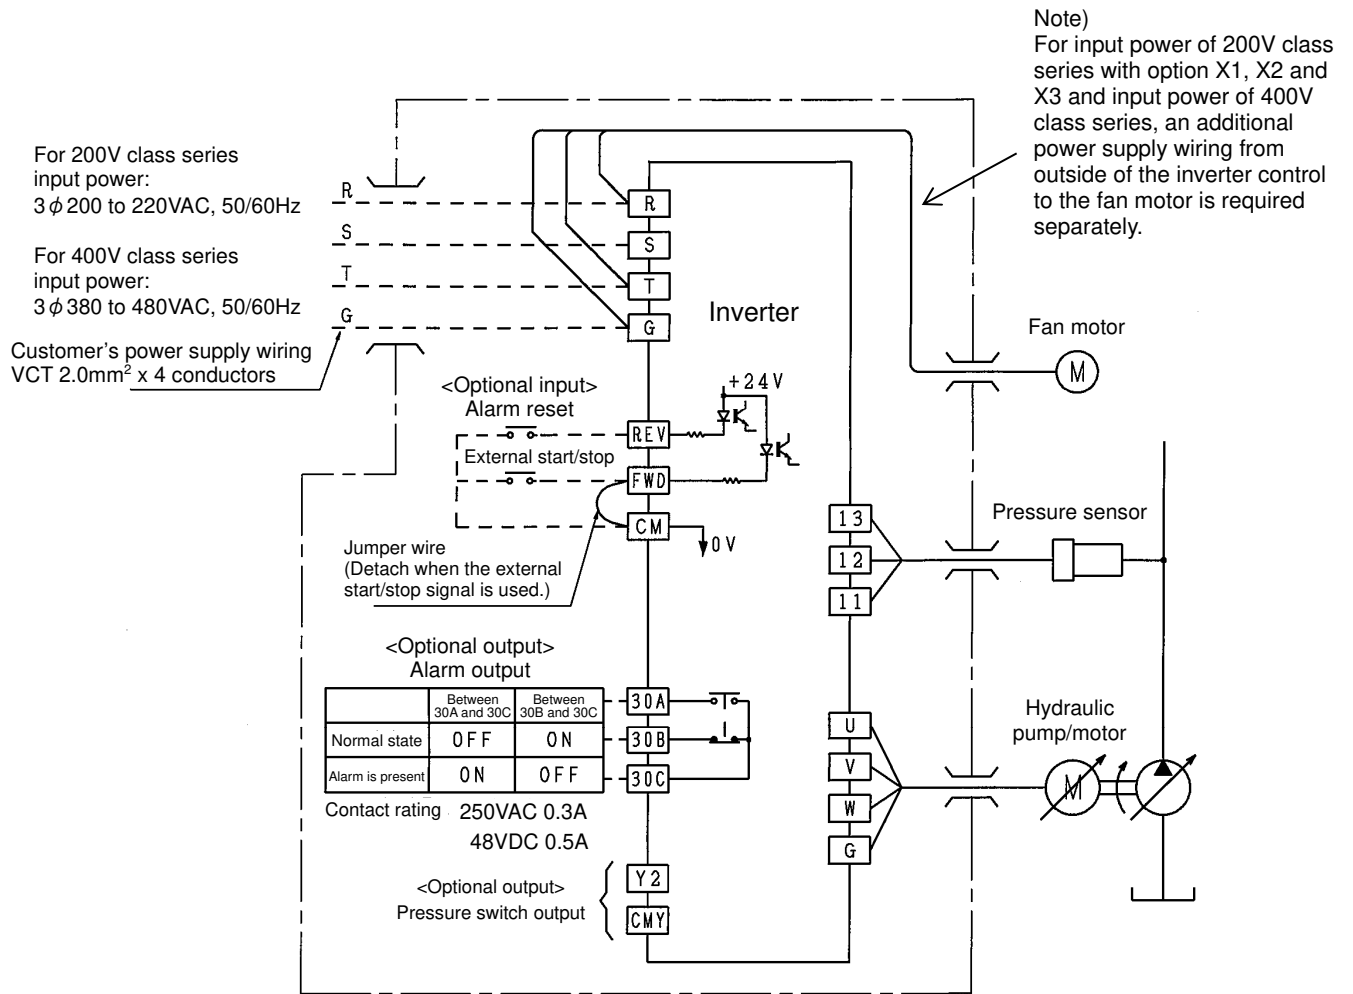 Note)
For input power of 200V class
series with option X1, X2 and
X3 and input power of 400V
class series, an additional
power supply wiring from
outside of the inverter control
to the fan motor is required
separately.
For 200V class series
input power:
3φ200 to 220VAC, 50/60Hz
For 400V class series
input power:
3φ380 to 480VAC, 50/60Hz
Customer's power supply wiring
VCT 2.0mm² x 4 conductors
R
S
T
G
R
S
T
G
Inverter
Fan motor
M
<Optional input>
Alarm reset
External start/stop
+24V
REV
FWD
CM
0V
Jumper wire
(Detach when the external
start/stop signal is used.)
13
12
11
Pressure sensor
<Optional output>
Alarm output
Between 30A and 30C
Between 30B and 30C
Normal state OFF ON
Alarm is present ON OFF
30A
30B
30C
Contact rating 250VAC 0.3A
48VDC 0.5A
U
V
W
G
Hydraulic
pump/motor
M
<Optional output>
Pressure switch output
Y2
CMY